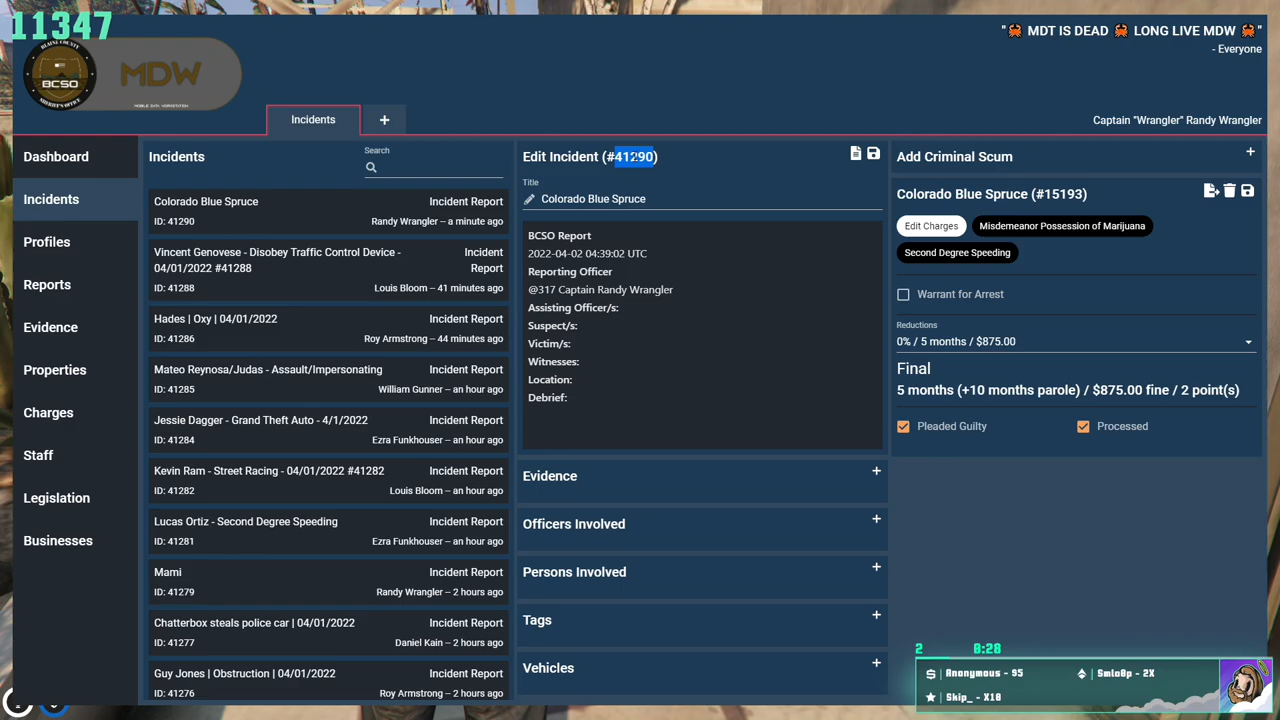 11347
BLAINE COUNTY
BCSO
SHERIFF'S OFFICE
MDW
MOBILE DATA WORKSTATION
" 🦀 MDT IS DEAD 🦀 LONG LIVE MDW 🦀 "
- Everyone
Incidents
+
Captain "Wrangler" Randy Wrangler
Dashboard
Incidents
Profiles
Reports
Evidence
Properties
Charges
Staff
Legislation
Businesses
Incidents
Search
Colorado Blue Spruce Incident Report
ID: 41290 Randy Wrangler – a minute ago
Vincent Genovese - Disobey Traffic Control Device - Incident
04/01/2022 #41288 Report
ID: 41288 Louis Bloom – 41 minutes ago
Hades | Oxy | 04/01/2022 Incident Report
ID: 41286 Roy Armstrong – 44 minutes ago
Mateo Reynosa/Judas - Assault/Impersonating Incident Report
ID: 41285 William Gunner – an hour ago
Jessie Dagger - Grand Theft Auto - 4/1/2022 Incident Report
ID: 41284 Ezra Funkhouser – an hour ago
Kevin Ram - Street Racing - 04/01/2022 #41282 Incident Report
ID: 41282 Louis Bloom – an hour ago
Lucas Ortiz - Second Degree Speeding Incident Report
ID: 41281 Ezra Funkhouser – an hour ago
Mami Incident Report
ID: 41279 Randy Wrangler – 2 hours ago
Chatterbox steals police car | 04/01/2022 Incident Report
ID: 41277 Daniel Kain – 2 hours ago
Guy Jones | Obstruction | 04/01/2022 Incident Report
ID: 41276 Roy Armstrong – 2 hours ago
Edit Incident (#41290)
Title
Colorado Blue Spruce
BCSO Report
2022-04-02 04:39:02 UTC
Reporting Officer
@317 Captain Randy Wrangler
Assisting Officer/s:
Suspect/s:
Victim/s:
Witnesses:
Location:
Debrief:
Evidence +
Officers Involved +
Persons Involved +
Tags +
Vehicles +
Add Criminal Scum +
Colorado Blue Spruce (#15193)
Edit Charges Misdemeanor Possession of Marijuana
Second Degree Speeding
Warrant for Arrest
Reductions
0% / 5 months / $875.00
Final
5 months (+10 months parole) / $875.00 fine / 2 point(s)
Pleaded Guilty Processed
2 0:28
Anonymous - $5 Smlo8p - 2X
Skip_ - X10